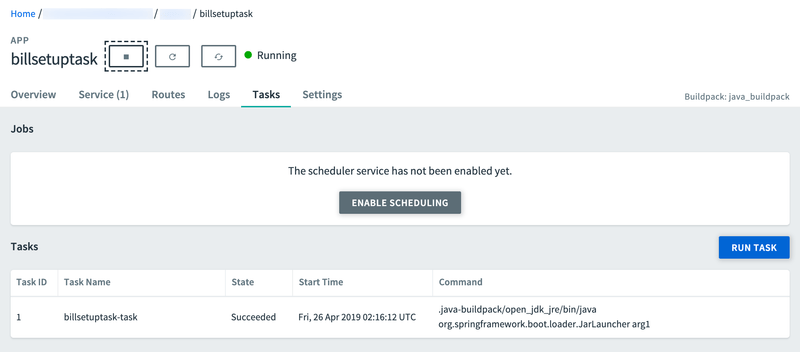 Home / / / billsetuptask
APP
billsetuptask
Running
Overview Service (1) Routes Logs Tasks Settings
Buildpack: java_buildpack
Jobs
The scheduler service has not been enabled yet.
ENABLE SCHEDULING
Tasks
RUN TASK
Task ID Task Name State Start Time Command
1 billsetuptask-task Succeeded Fri, 26 Apr 2019 02:16:12 UTC .java-buildpack/open_jdk_jre/bin/java
org.springframework.boot.loader.JarLauncher arg1